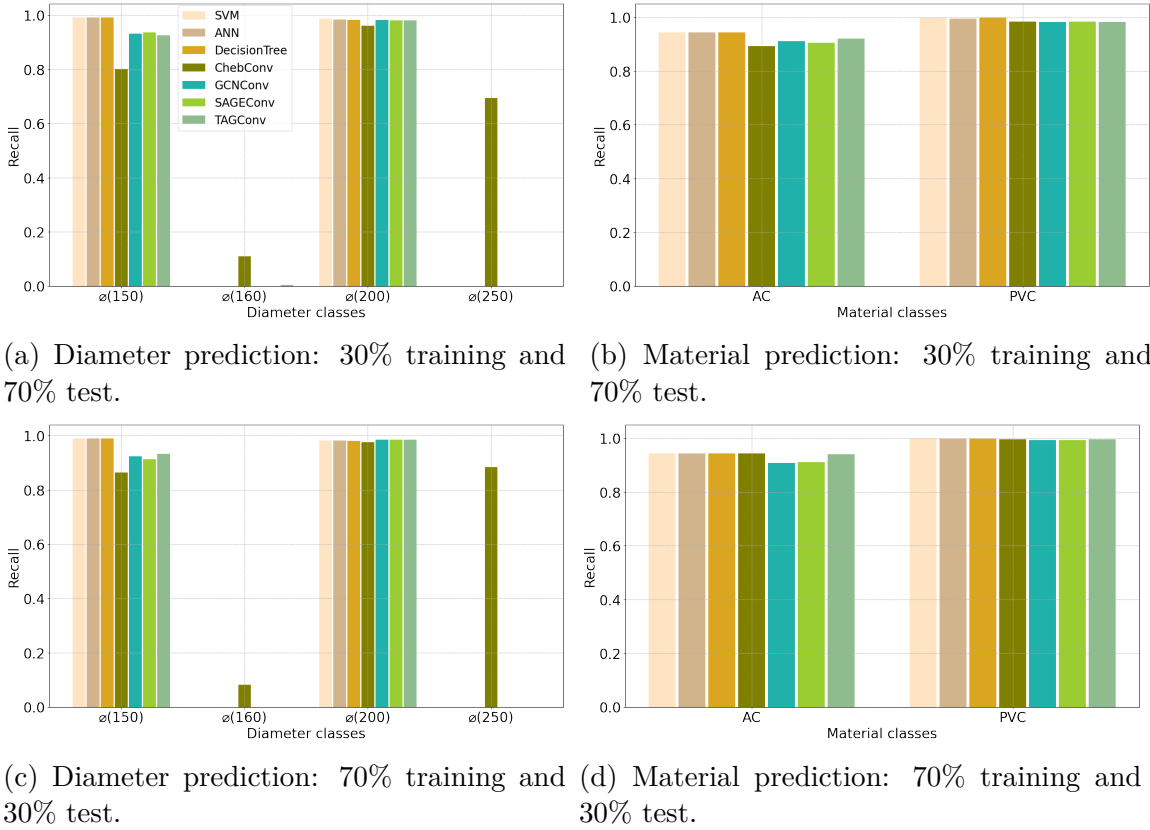 1.0
0.8
0.6
0.4
0.2
0.0
Recall
SVM
ANN
DecisionTree
ChebConv
GCNConv
SAGEConv
TAGConv
⌀(150) ⌀(160) ⌀(200) ⌀(250)
Diameter classes
1.0
0.8
0.6
0.4
0.2
0.0
Recall
AC PVC
Material classes
(a) Diameter prediction: 30% training and
70% test.
(b) Material prediction: 30% training and
70% test.
1.0
0.8
0.6
0.4
0.2
0.0
Recall
⌀(150) ⌀(160) ⌀(200) ⌀(250)
Diameter classes
1.0
0.8
0.6
0.4
0.2
0.0
Recall
AC PVC
Material classes
(c) Diameter prediction: 70% training and
30% test.
(d) Material prediction: 70% training and
30% test.